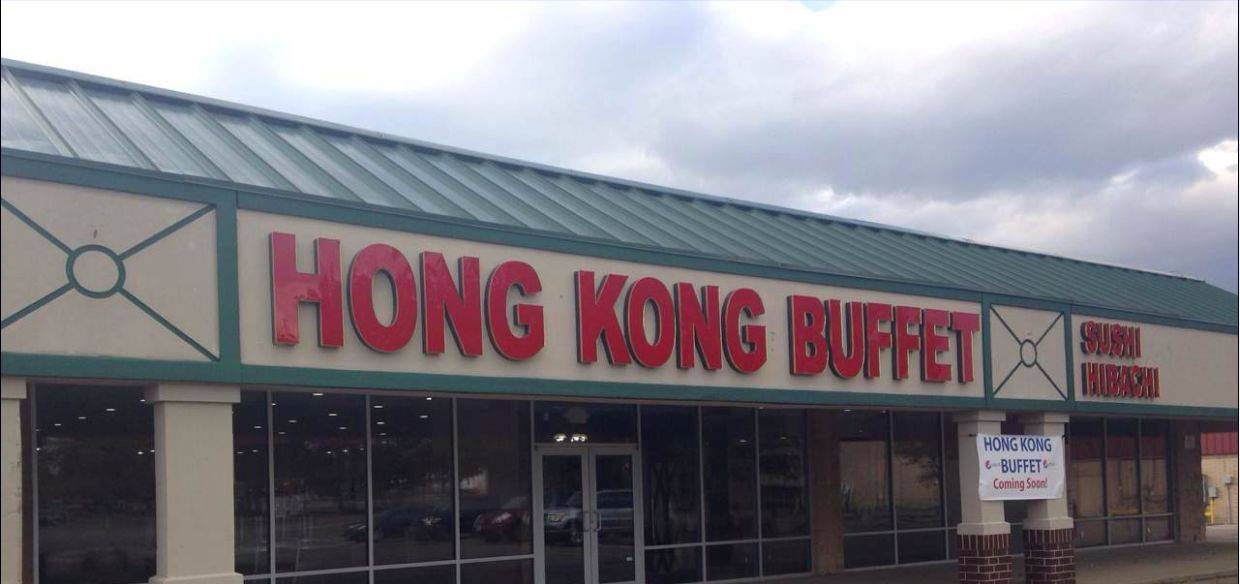 HONG KONG BUFFET
SUSHI
HIBACHI
HONG KONG
BUFFET
Coming Soon!